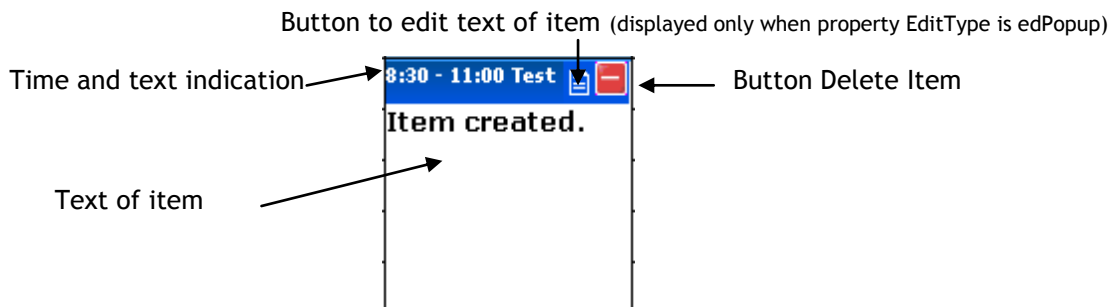 Button to edit text of item (displayed only when property EditType is edPopup)
Time and text indication
8:30 - 11:00 Test
Button Delete Item
Item created.
Text of item